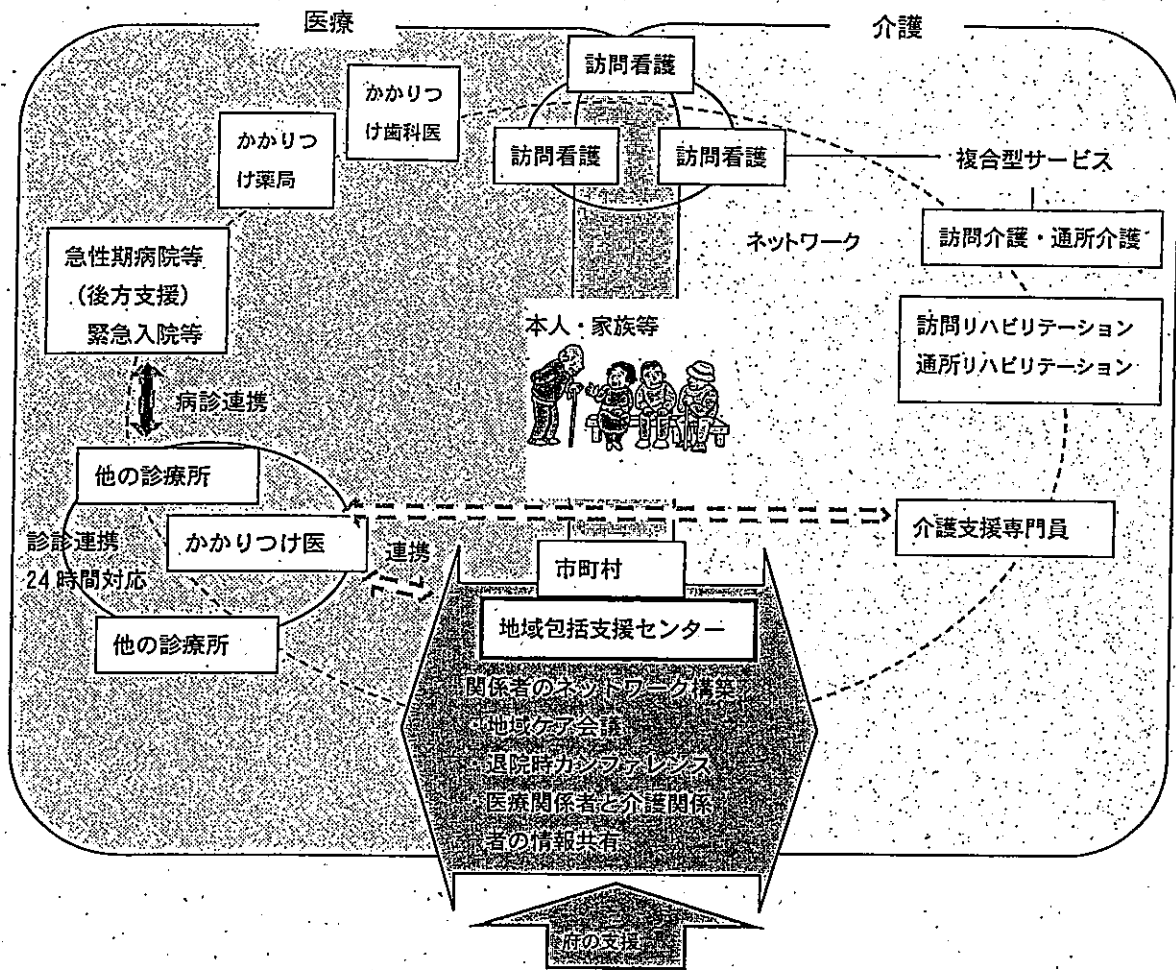 医療
介護
訪問看護
訪問看護
訪問看護
かかりつ
け歯科医
かかりつ
け薬局
複合型サービス
訪問介護・通所介護
ネットワーク
急性期病院等
(後方支援)
緊急入院等
訪問リハビリテーション
通所リハビリテーション
本人・家族等
病診連携
他の診療所
かかりつけ医
診診連携
24時間対応
他の診療所
連携
介護支援専門員
市町村
地域包括支援センター
関係者のネットワーク構築
・地域ケア会議
・退院時カンファレンス
・医療関係者と介護関係
者の情報共有
府の支援